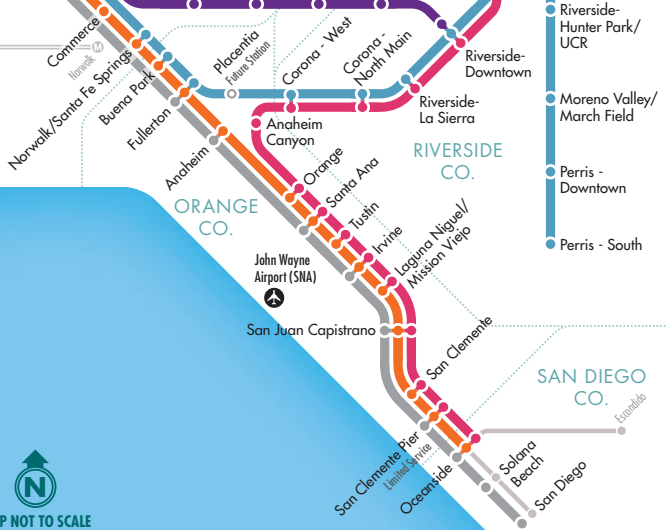 Commerce
M
Norwalk
Norwalk/Santa Fe Springs
Buena Park
Fullerton
Anaheim
Placentia
Future Station
Corona - West
Corona -
North Main
Riverside-
Downtown
Riverside-
La Sierra
Riverside-
Hunter Park/
UCR
Moreno Valley/
March Field
Perris -
Downtown
Perris - South
Anaheim
Canyon
RIVERSIDE
CO.
ORANGE
CO.
Orange
Santa Ana
Tustin
Irvine
Laguna Niguel/
Mission Viejo
John Wayne
Airport (SNA)
San Juan Capistrano
San Clemente
SAN DIEGO
CO.
Escondido
San Clemente Pier
Limited Service
Oceanside
Solana
Beach
San Diego
N
P NOT TO SCALE